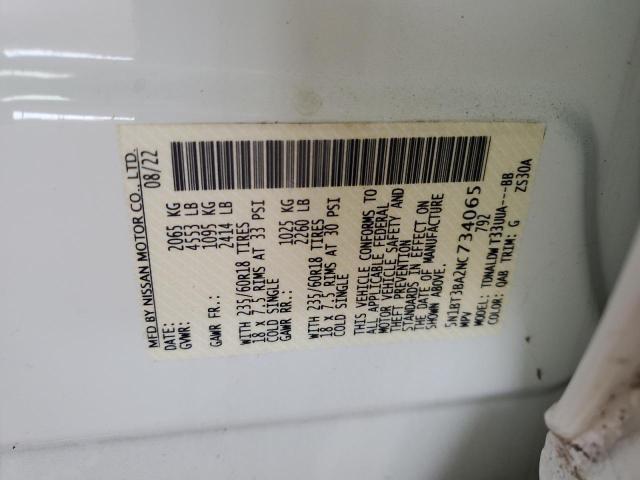 MFD BY NISSAN MOTOR CO., LTD.
DATE: 08/22
GVWR: 2065 KG
4553 LB
GAWR FR.: 1095 KG
2414 LB
WITH 235/60R18 TIRES
18 X 7.5 RIMS AT 33 PSI
COLD SINGLE
GAWR RR.: 1025 KG
2260 LB
WITH 235/60R18 TIRES
18 X 7.5 RIMS AT 30 PSI
COLD SINGLE
THIS VEHICLE CONFORMS TO
ALL APPLICABLE FEDERAL
MOTOR VEHICLE SAFETY AND
THEFT PREVENTION
STANDARDS IN EFFECT ON
THE DATE OF MANUFACTURE
SHOWN ABOVE.
5N1BT3BA2NC734065
MPV 792
MODEL: TDWALDW T33UUA----BB
COLOR: QAB TRIM: G ZS30A